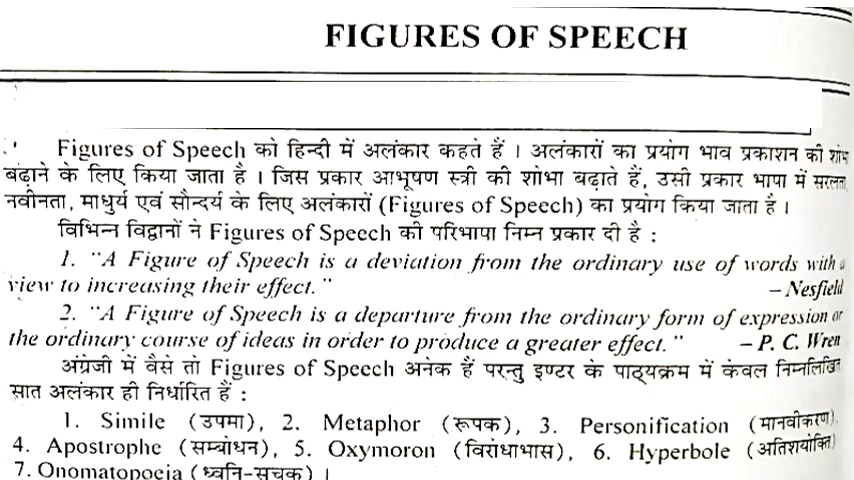 FIGURES OF SPEECH
Figures of Speech को हिन्दी में अलंकार कहते हैं । अलंकारों का प्रयोग भाव प्रकाशन की शोभा
बढ़ाने के लिए किया जाता है । जिस प्रकार आभूषण स्त्री की शोभा बढ़ाते हैं, उसी प्रकार भाषा में सरलता,
नवीनता, माधुर्य एवं सौन्दर्य के लिए अलंकारों (Figures of Speech) का प्रयोग किया जाता है ।
विभिन्न विद्वानों ने Figures of Speech की परिभाषा निम्न प्रकार दी है :
1. "A Figure of Speech is a deviation from the ordinary use of words with a
view to increasing their effect." – Nesfield
2. "A Figure of Speech is a departure from the ordinary form of expression or
the ordinary course of ideas in order to produce a greater effect." – P. C. Wren
अंग्रेजी में वैसे तो Figures of Speech अनेक हैं परन्तु इण्टर के पाठ्यक्रम में केवल निम्नलिखित
सात अलंकार ही निर्धारित हैं :
1. Simile (उपमा), 2. Metaphor (रूपक), 3. Personification (मानवीकरण),
4. Apostrophe (सम्बोधन), 5. Oxymoron (विरोधाभास), 6. Hyperbole (अतिशयोक्ति)
7. Onomatopoeia (ध्वनि-सूचक) ।